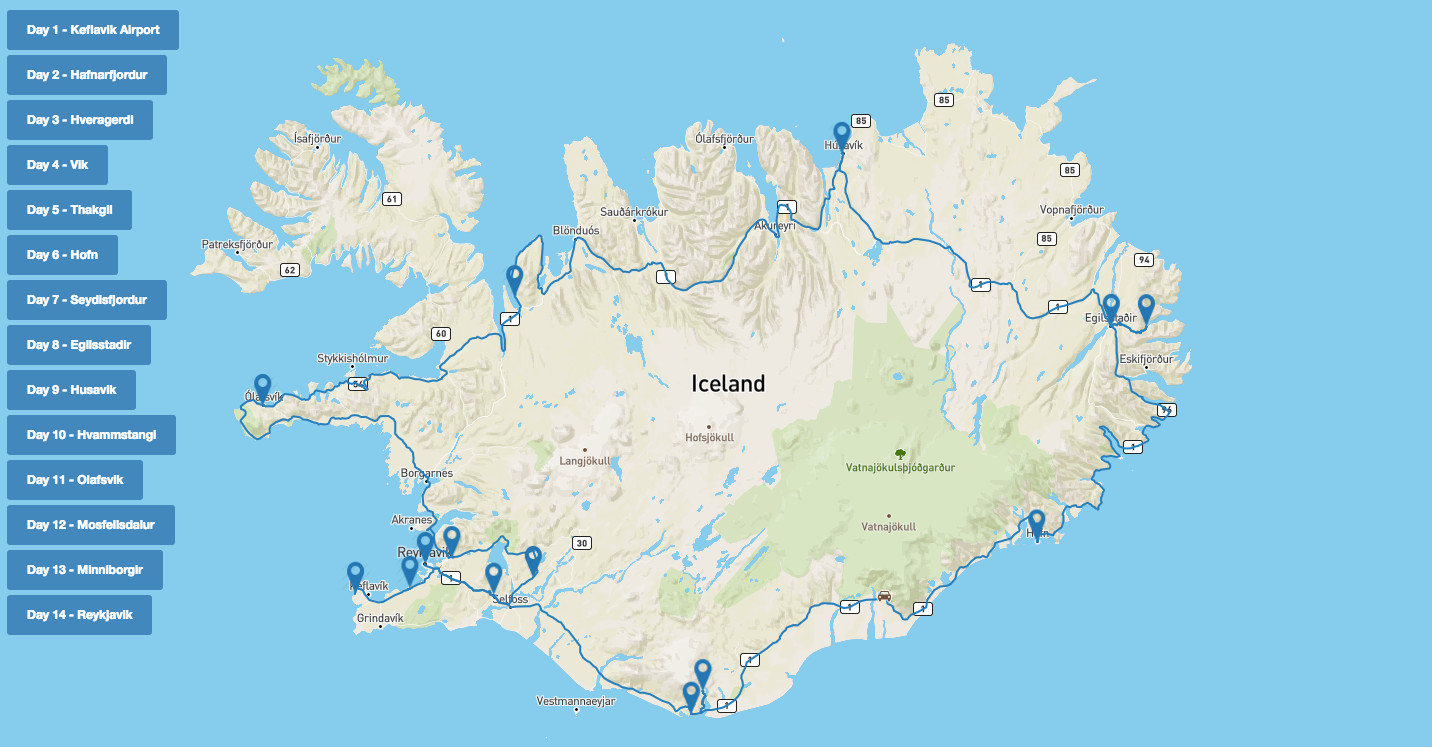 Day 1 - Keflavik Airport
Day 2 - Hafnarfjordur
Day 3 - Hveragerdi
Day 4 - Vik
Day 5 - Thakgil
Day 6 - Hofn
Day 7 - Seydisfjordur
Day 8 - Egilsstadir
Day 9 - Husavik
Day 10 - Hvammstangi
Day 11 - Olafsvik
Day 12 - Mosfellsdalur
Day 13 - Minniborgir
Day 14 - Reykjavik
85
85
Ísafjörður
Ólafsfjörður
Húsavík
85
61
Vopnafjörður
Sauðárkrókur
1
Akureyri
Blönduós
Patreksfjörður
85
94
62
1
1
1
Egilsstaðir
1
60
Stykkishólmur
Eskifjörður
Iceland
54
Ólafsvík
96
Hofsjökull
1
Langjökull
Vatnajökulsþjóðgarður
Borgarnes
Akranes
Vatnajökull
Höfn
30
Reykjavík
1
Keflavík
Selfoss
1
1
Grindavík
1
Vestmannaeyjar
1